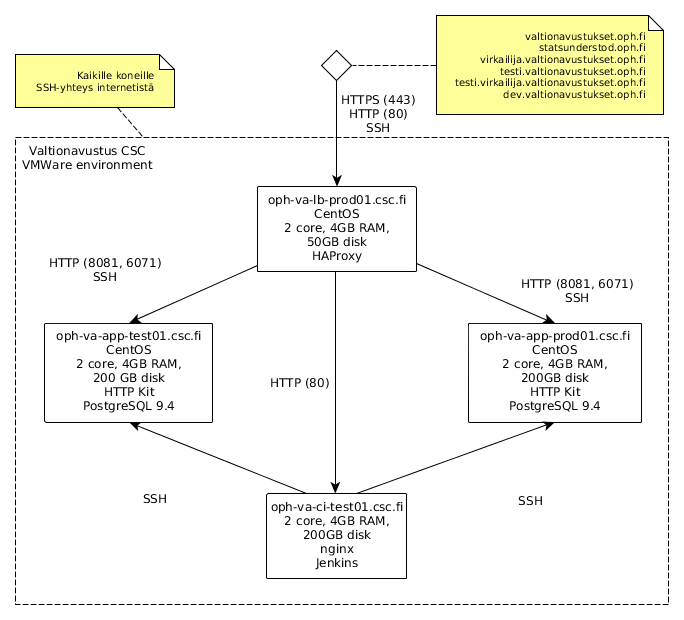 valtionavustukset.oph.fi
statsunderstod.oph.fi
virkailija.valtionavustukset.oph.fi
testi.valtionavustukset.oph.fi
testi.virkailija.valtionavustukset.oph.fi
dev.valtionavustukset.oph.fi
Kaikille koneille
SSH-yhteys internetistä
HTTPS (443)
HTTP (80)
SSH
Valtionavustus CSC
VMWare environment
oph-va-lb-prod01.csc.fi
CentOS
2 core, 4GB RAM,
50GB disk
HAProxy
HTTP (8081, 6071)
SSH
HTTP (8081, 6071)
SSH
oph-va-app-test01.csc.fi
CentOS
2 core, 4GB RAM,
200 GB disk
HTTP Kit
PostgreSQL 9.4
HTTP (80)
oph-va-app-prod01.csc.fi
CentOS
2 core, 4GB RAM,
200GB disk
HTTP Kit
PostgreSQL 9.4
SSH
SSH
oph-va-ci-test01.csc.fi
2 core, 4GB RAM,
200GB disk
nginx
Jenkins